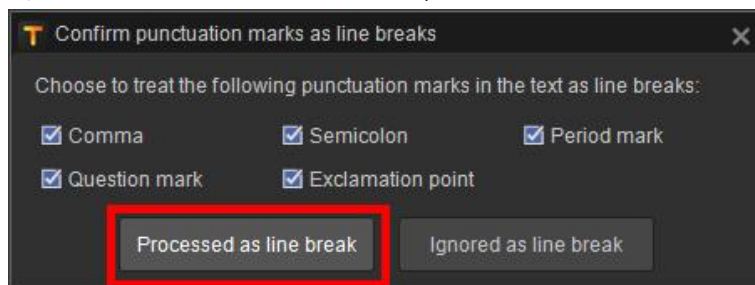 Confirm punctuation marks as line breaks
Choose to treat the following punctuation marks in the text as line breaks:
Comma Semicolon Period mark
Question mark Exclamation point
Processed as line break Ignored as line break